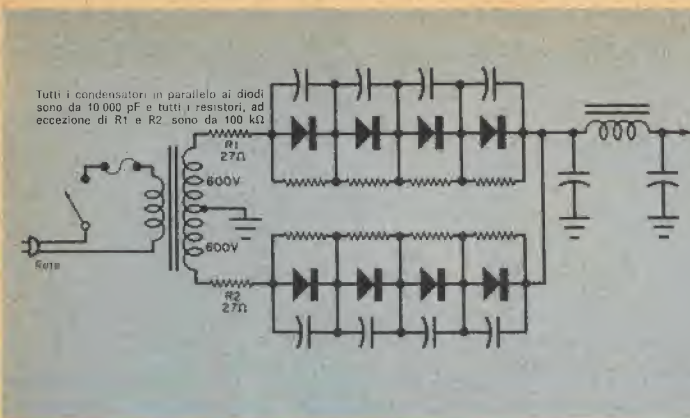 Tutti i condensatori in parallelo ai diodi
sono da 10 000 pF e tutti i resistori, ad
eccezione di R1 e R2, sono da 100 kΩ
R1
27Ω
600V
600V
Rete
R2
27Ω